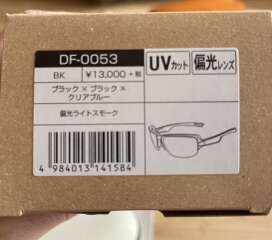 DF-0053
BK ¥13,000+税
ブラック×ブラック×
クリアブルー
偏光ライトスモーク
UVカット
偏光レンズ
4 984013 141584